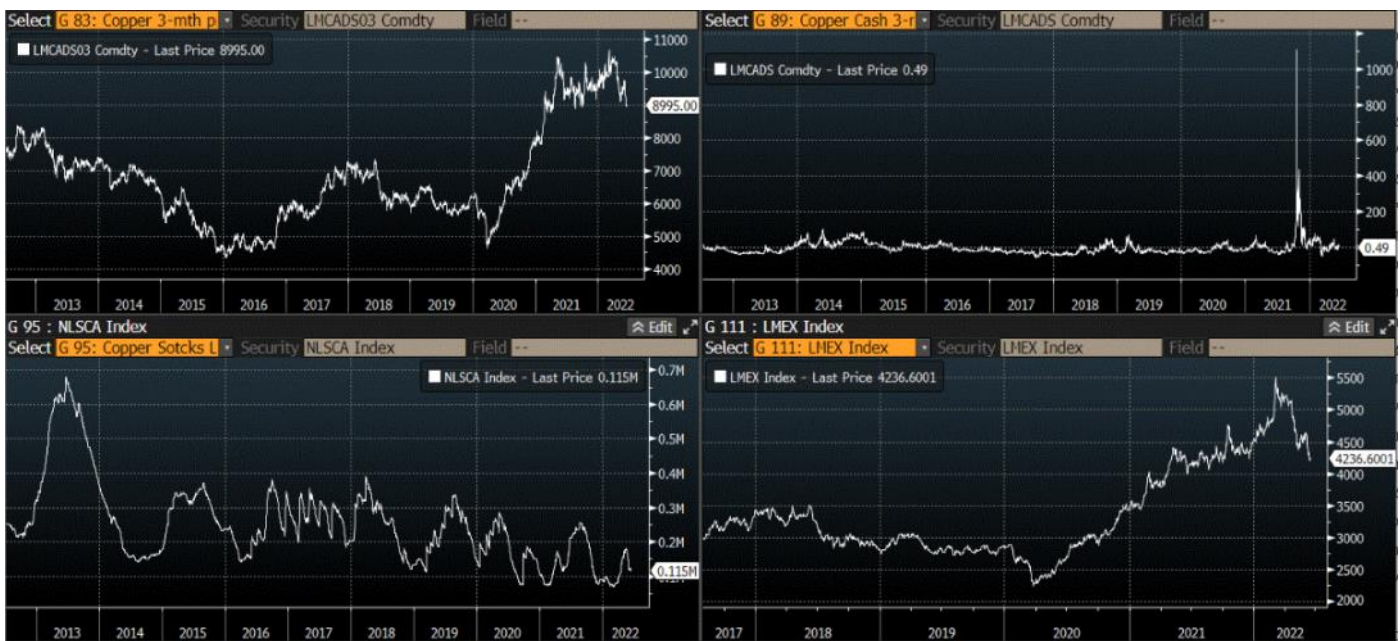 Select G 83: Copper 3-mth p Security LMCADS03 Comdty Field --
LMCADS03 Comdty - Last Price 8995.00
11000
10000
8995.00
8000
7000
6000
5000
4000
2013 2014 2015 2016 2017 2018 2019 2020 2021 2022
Select G 89: Copper Cash 3-r Security LMCADS Comdty Field --
LMCADS Comdty - Last Price 0.49
1000
800
600
400
200
0.49
2013 2014 2015 2016 2017 2018 2019 2020 2021 2022
G 95 : NLSCA Index Edit
Select G 95: Copper Sotcks L Security NLSCA Index Field --
NLSCA Index - Last Price 0.115M
0.7M
0.6M
0.5M
0.4M
0.3M
0.2M
0.115M
2013 2014 2015 2016 2017 2018 2019 2020 2021 2022
G 111 : LMEX Index Edit
Select G 111: LMEX Index Security LMEX Index Field --
LMEX Index - Last Price 4236.6001
5500
5000
4500
4236.6001
4000
3500
3000
2500
2000
2017 2018 2019 2020 2021 2022